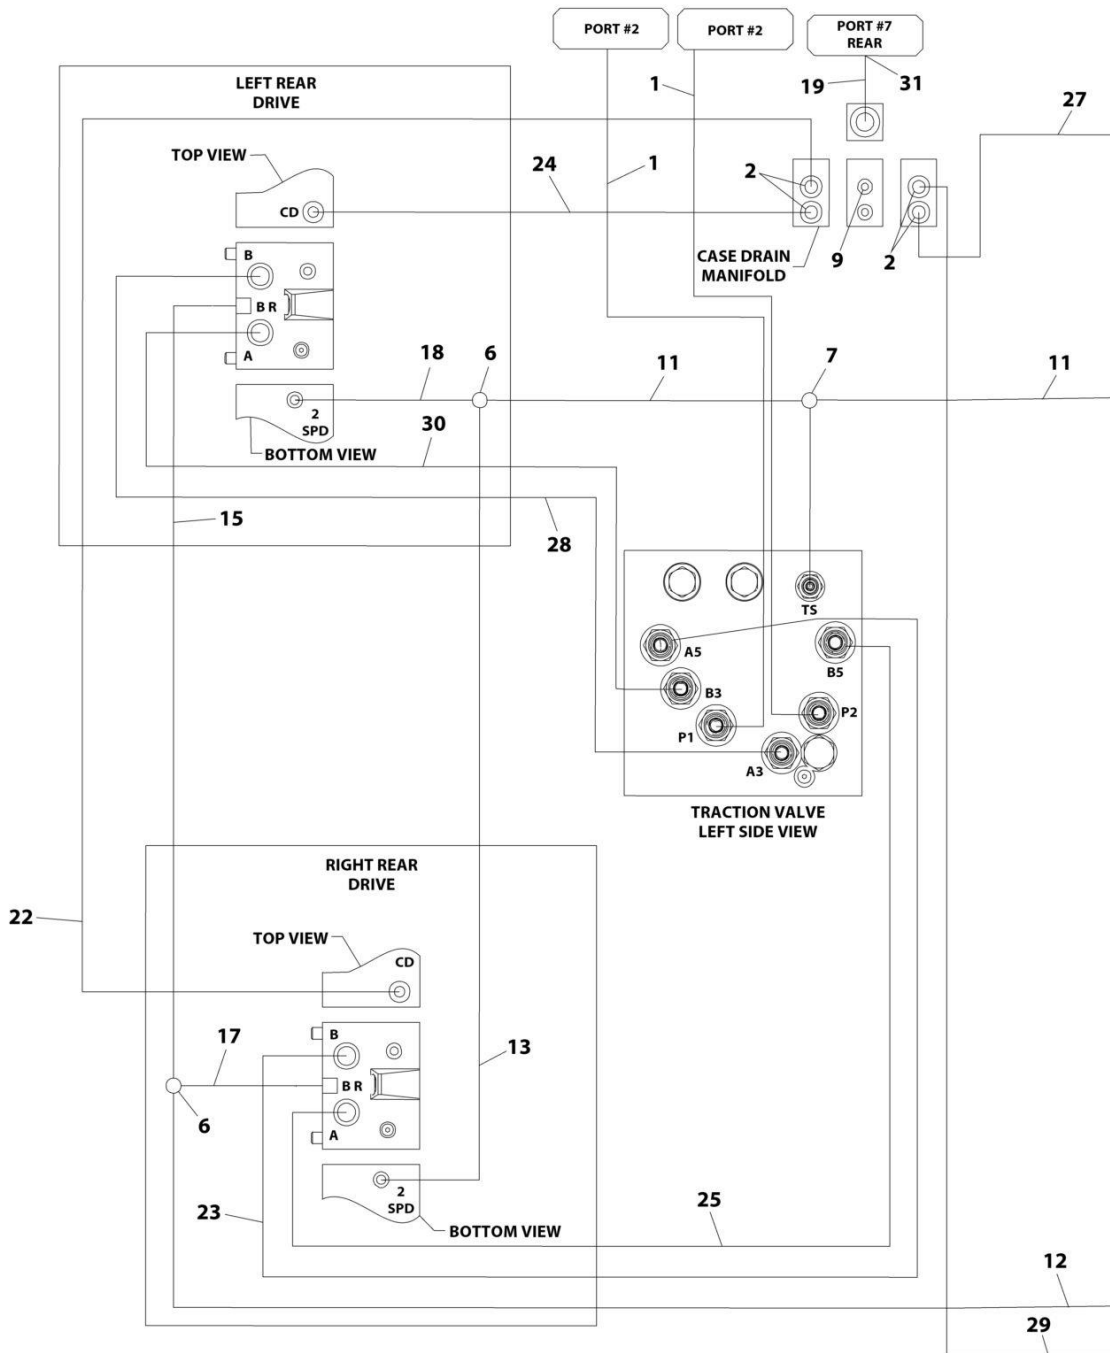 PORT #2
PORT #2
PORT #7
REAR
1
19
31
27
LEFT REAR
DRIVE
TOP VIEW
24
1
2
CD
CASE DRAIN
MANIFOLD
9
2
B
B R
A
18
6
11
7
11
2
SPD
30
BOTTOM VIEW
15
28
TS
A5
B5
B3
P2
P1
A3
TRACTION VALVE
LEFT SIDE VIEW
RIGHT REAR
DRIVE
22
TOP VIEW
CD
17
B
13
B R
6
A
2
SPD
23
25
BOTTOM VIEW
12
29